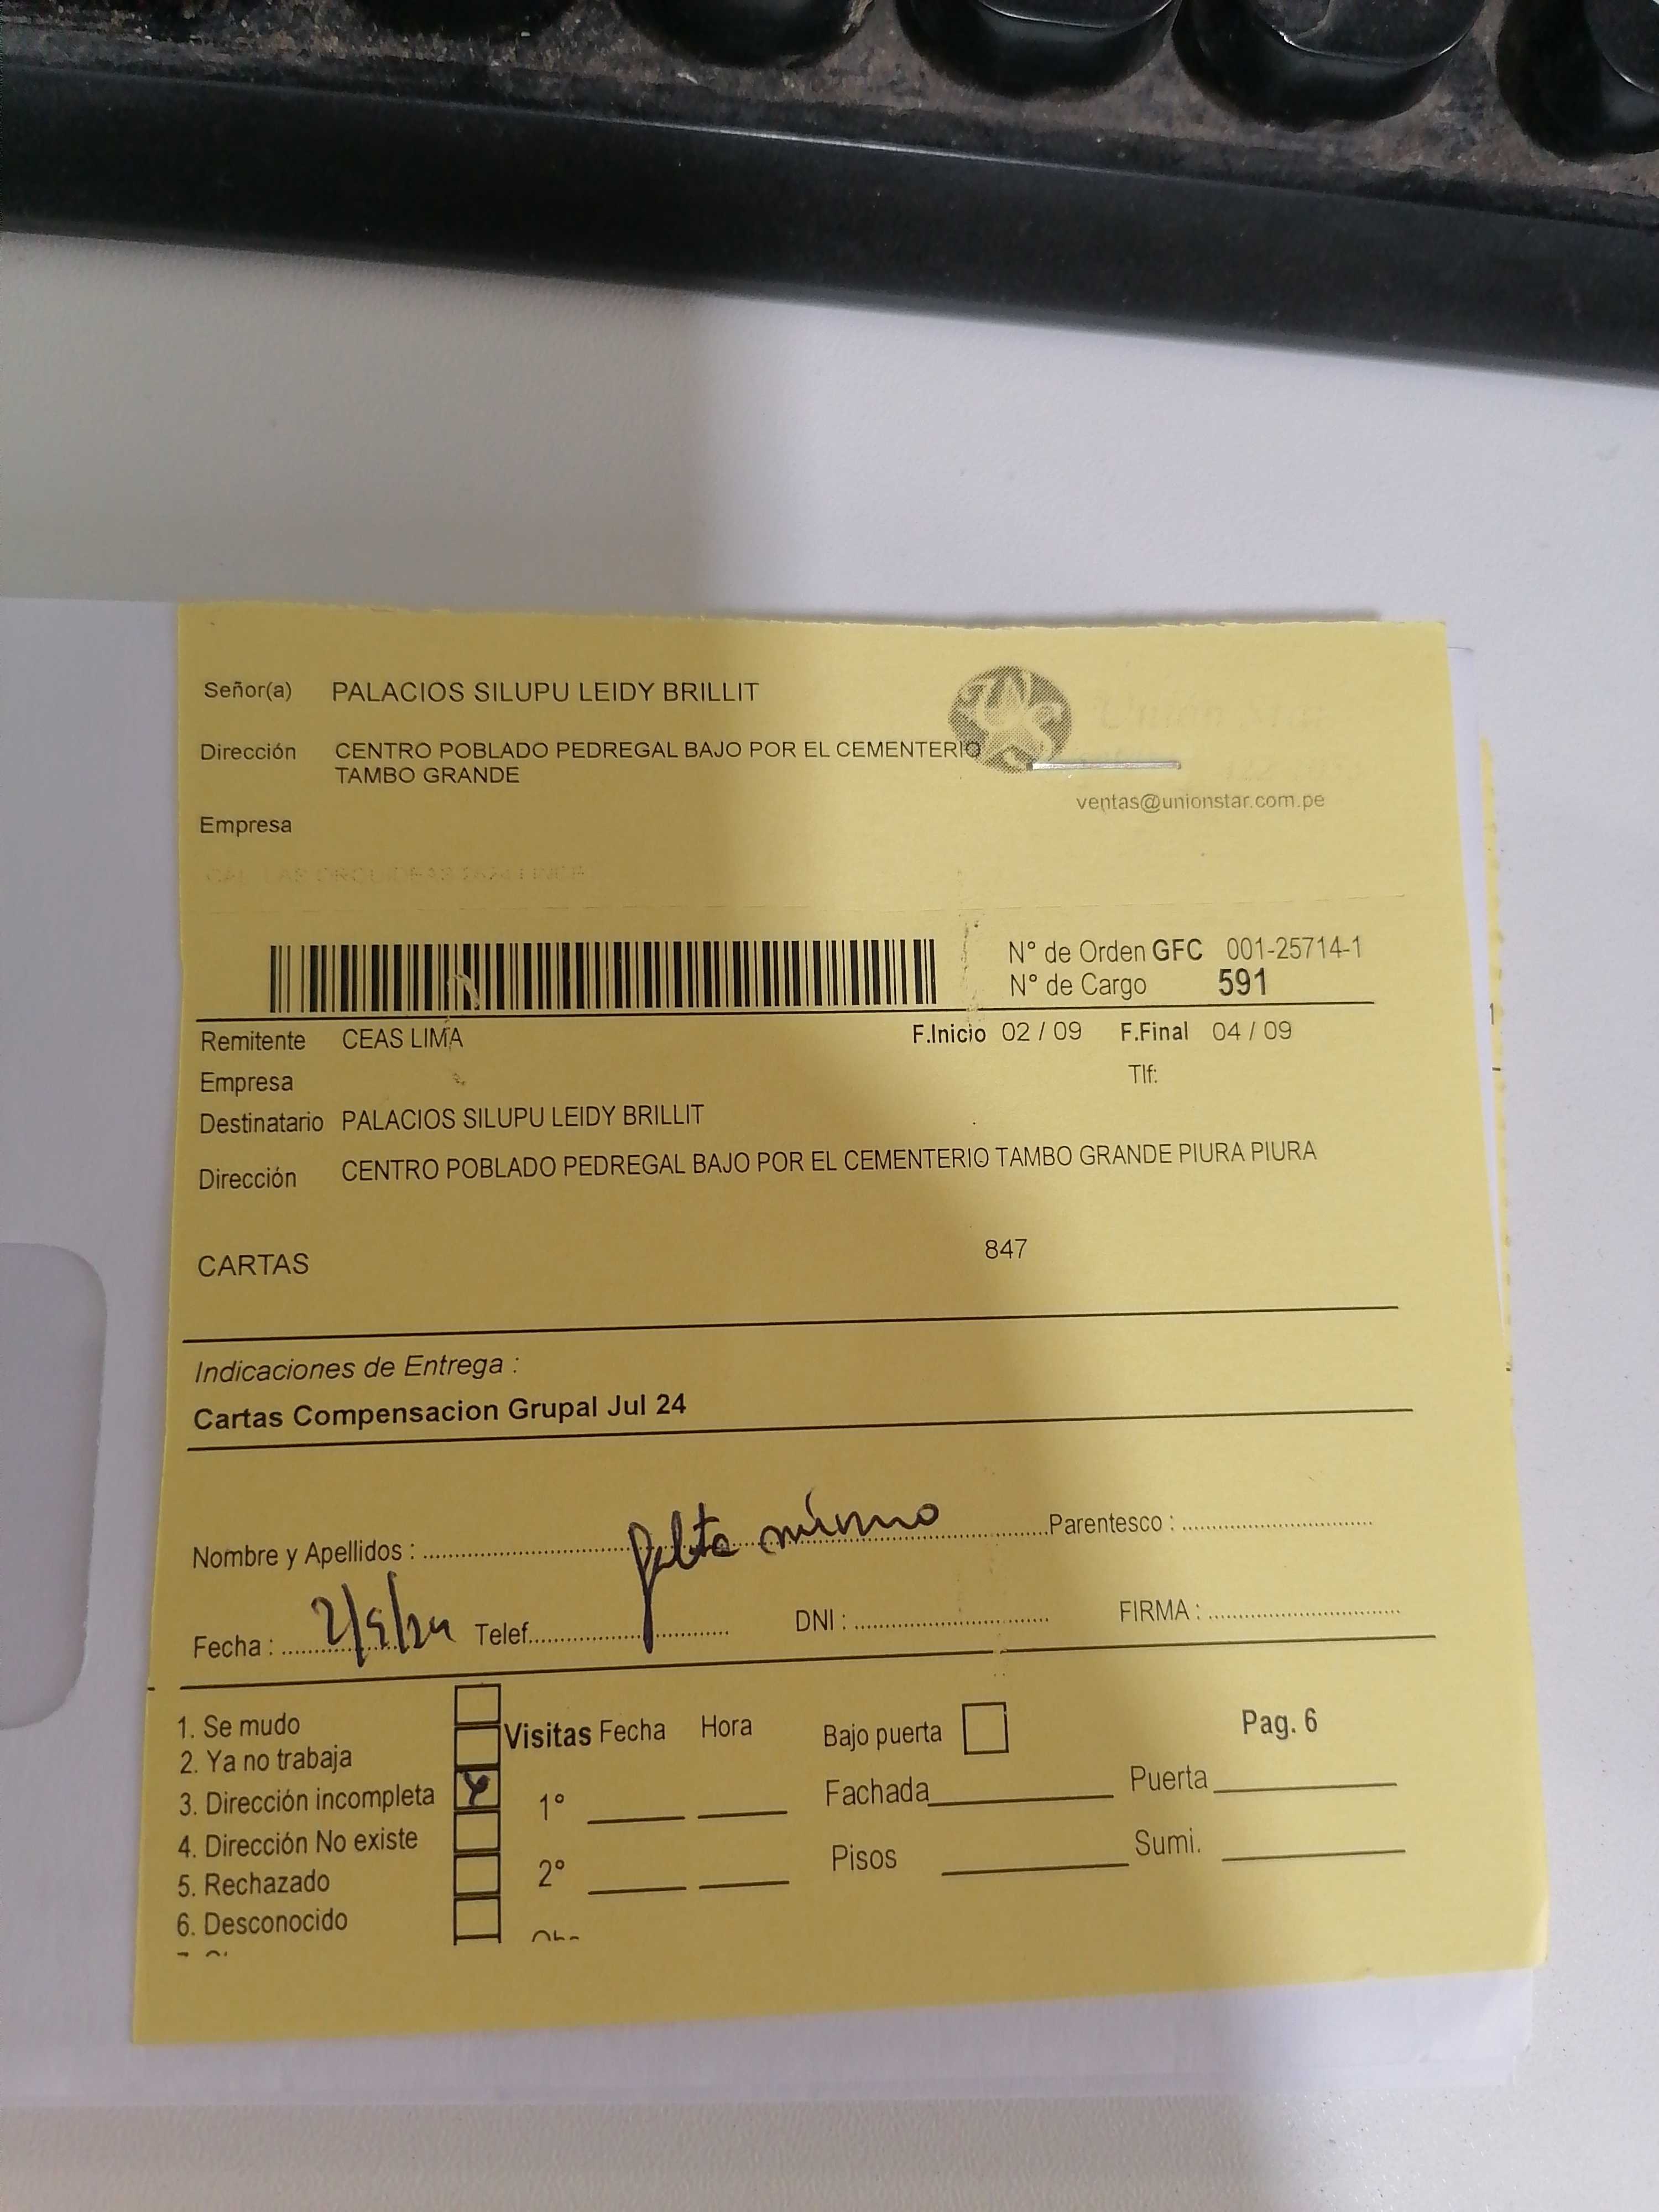 Señor(a) PALACIOS SILUPU LEIDY BRILLIT
Union Star
Dirección CENTRO POBLADO PEDREGAL BAJO POR EL CEMENTERIO
TAMBO GRANDE
ventas@unionstar.com.pe
Empresa
N° de Orden GFC 001-25714-1
N° de Cargo 591
Remitente CEAS LIMA F.Inicio 02 / 09 F.Final 04 / 09
Empresa Tlf:
Destinatario PALACIOS SILUPU LEIDY BRILLIT
Dirección CENTRO POBLADO PEDREGAL BAJO POR EL CEMENTERIO TAMBO GRANDE PIURA PIURA
CARTAS 847
Indicaciones de Entrega :
Cartas Compensacion Grupal Jul 24
Nombre y Apellidos : falta Parentesco :
Fecha : 2/9/24 Telef. DNI : FIRMA :
1. Se mudo
2. Ya no trabaja
3. Dirección incompleta
4. Dirección No existe
5. Rechazado
6. Desconocido
Visitas Fecha Hora
1°
2°
Bajo puerta Pag. 6
Fachada Puerta
Pisos Sumi.